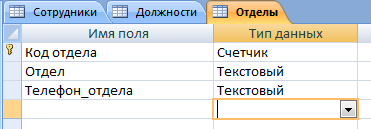 Сотрудники Должности Отделы
Имя поля Тип данных
Код отдела Счетчик
Отдел Текстовый
Телефон_отдела Текстовый